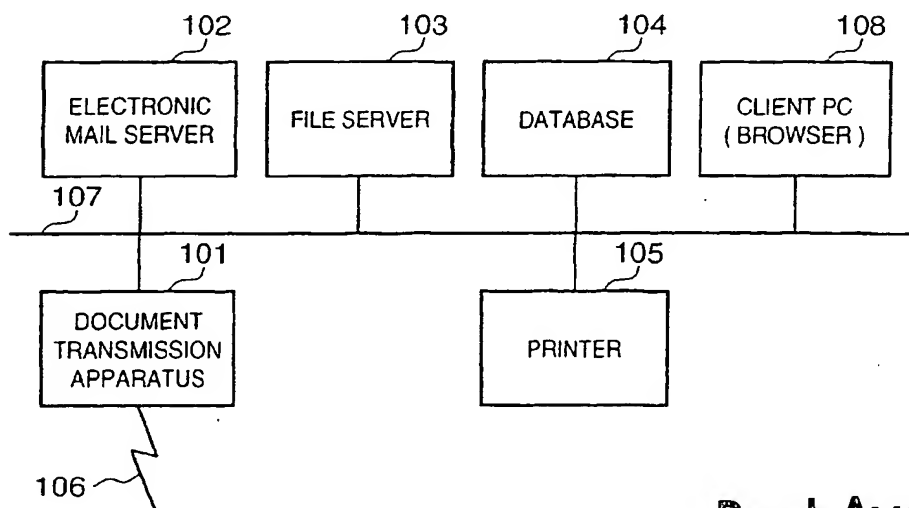 102
103
104
108
ELECTRONIC
MAIL SERVER
FILE SERVER
DATABASE
CLIENT PC
( BROWSER )
107
101
105
DOCUMENT
TRANSMISSION
APPARATUS
PRINTER
106